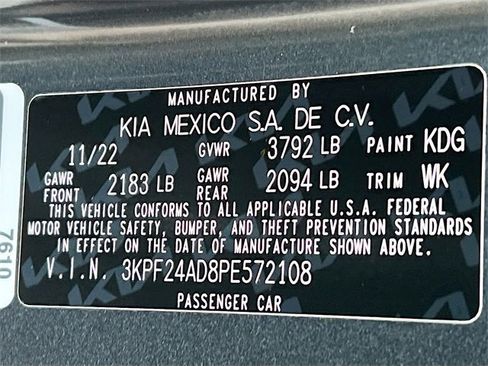 MANUFACTURED BY
KIA MEXICO S.A. DE C.V.
11/22 GVWR 3792 LB PAINT KDG
GAWR FRONT 2183 LB GAWR REAR 2094 LB TRIM WK
THIS VEHICLE CONFORMS TO ALL APPLICABLE U.S.A. FEDERAL
MOTOR VEHICLE SAFETY, BUMPER, AND THEFT PREVENTION STANDARDS
IN EFFECT ON THE DATE OF MANUFACTURE SHOWN ABOVE.
V.I.N. 3KPF24AD8PE572108
PASSENGER CAR
7610